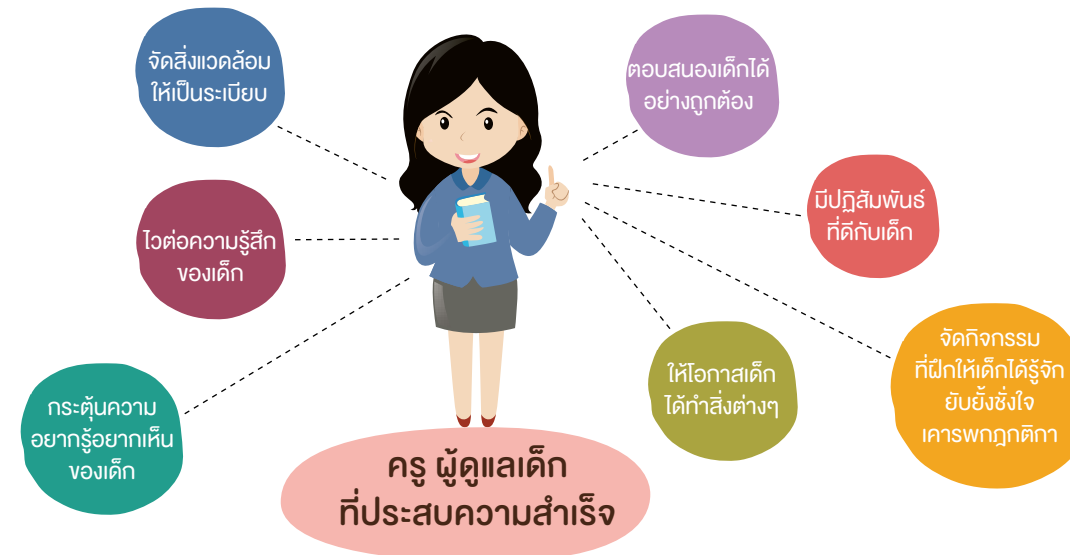 จัดสิ่งแวดล้อม
ให้เป็นระเบียบ
ตอบสนองเด็กได้
อย่างถูกต้อง
มีปฏิสัมพันธ์
ที่ดีกับเด็ก
ไวต่อความรู้สึก
ของเด็ก
จัดกิจกรรม
ที่ฝึกให้เด็กได้รู้จัก
ยับยั้งชั่งใจ
เคารพกฎกติกา
ให้โอกาสเด็ก
ได้ทำสิ่งต่างๆ
กระตุ้นความ
อยากรู้อยากเห็น
ของเด็ก
ครู ผู้ดูแลเด็ก
ที่ประสบความสำเร็จ